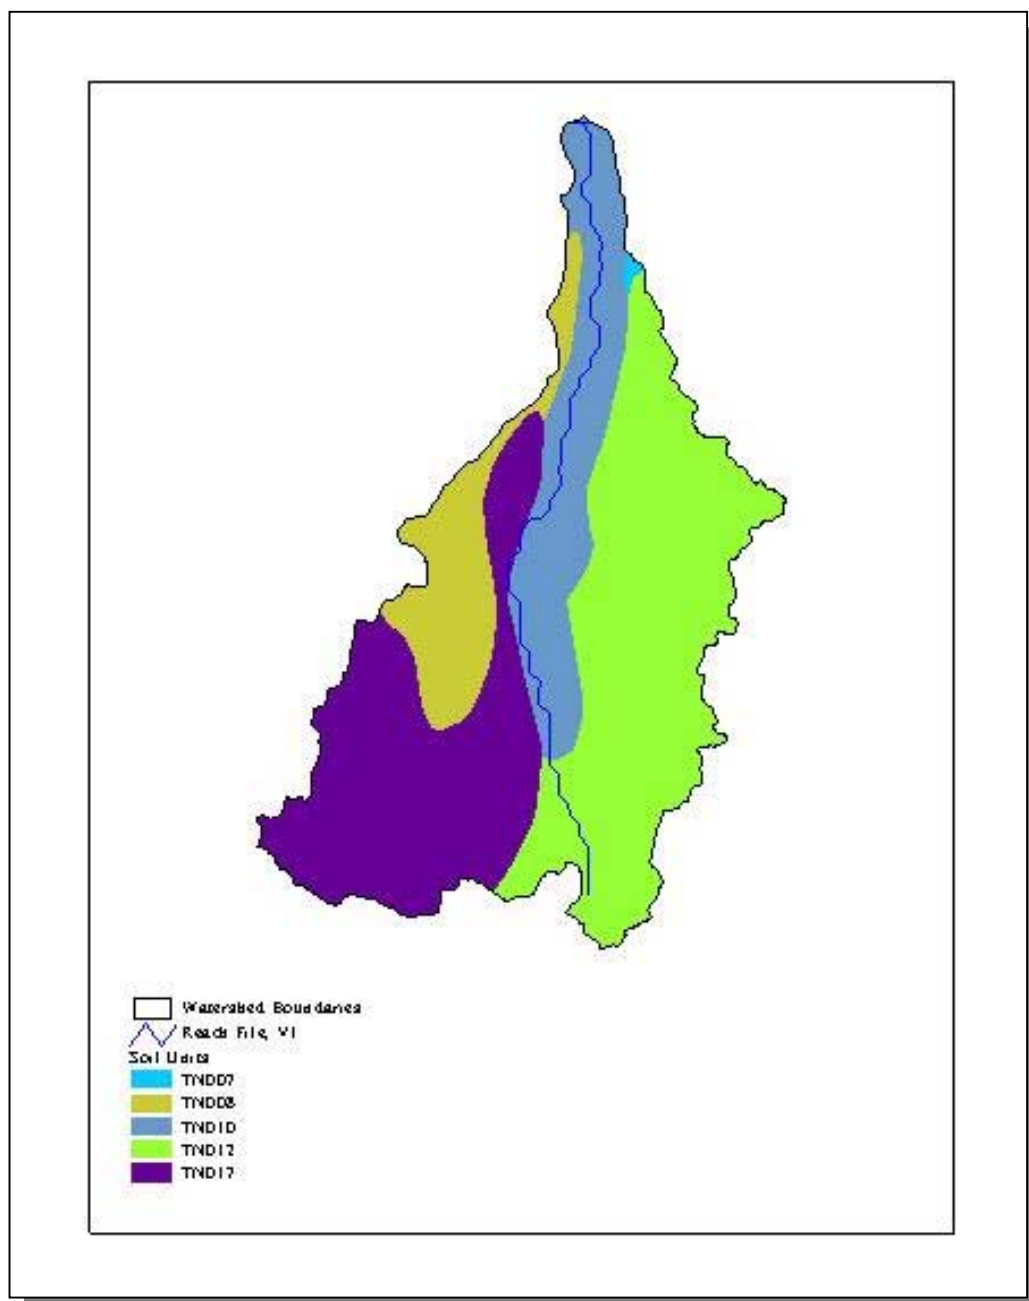 Watershed Boundaries
Reach File, V1
Soil Units
TN007
TN008
TN010
TN012
TN017